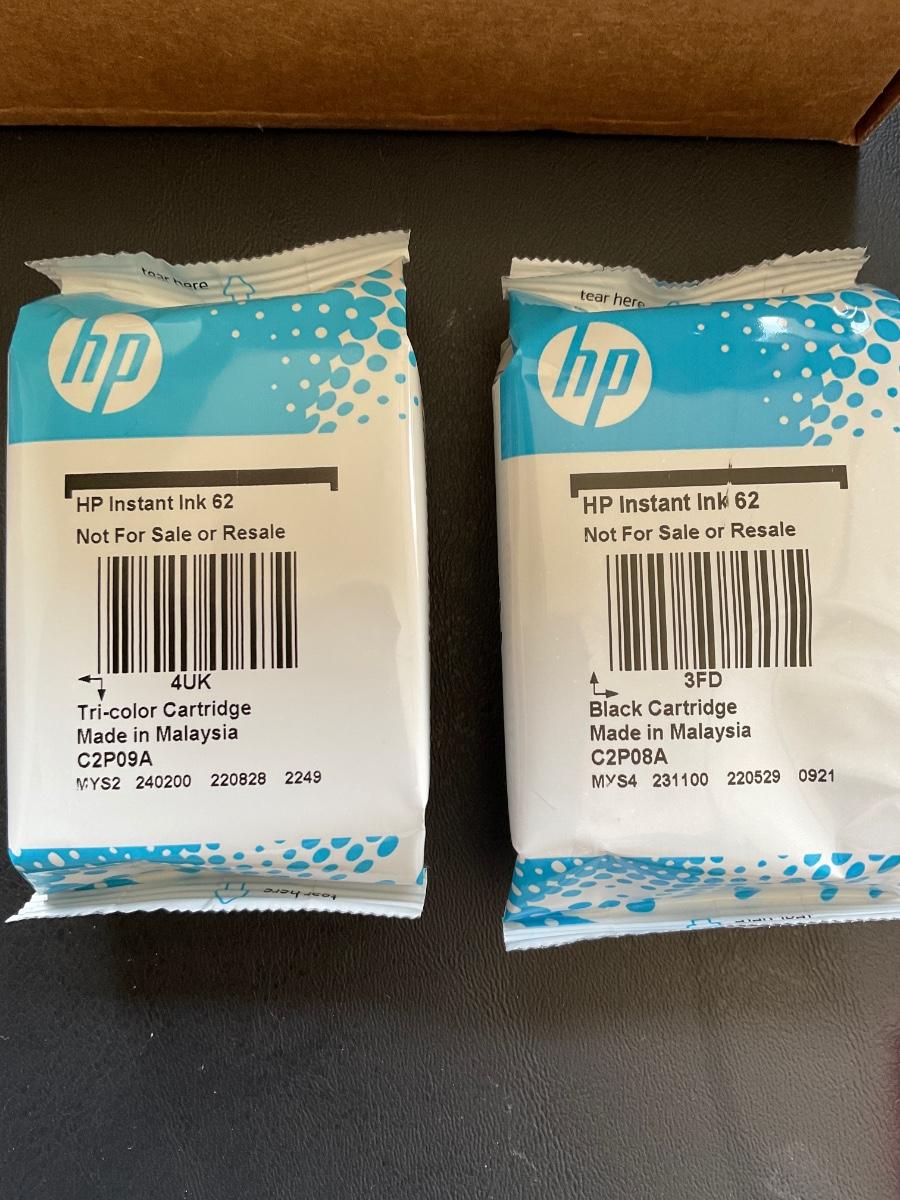 tear here
hp
HP Instant Ink 62
Not For Sale or Resale
4UK
Tri-color Cartridge
Made in Malaysia
C2P09A
MYS2 240200 220828 2249
tear here
tear here
hp
HP Instant Ink 62
Not For Sale or Resale
3FD
Black Cartridge
Made in Malaysia
C2P08A
MYS4 231100 220529 0921